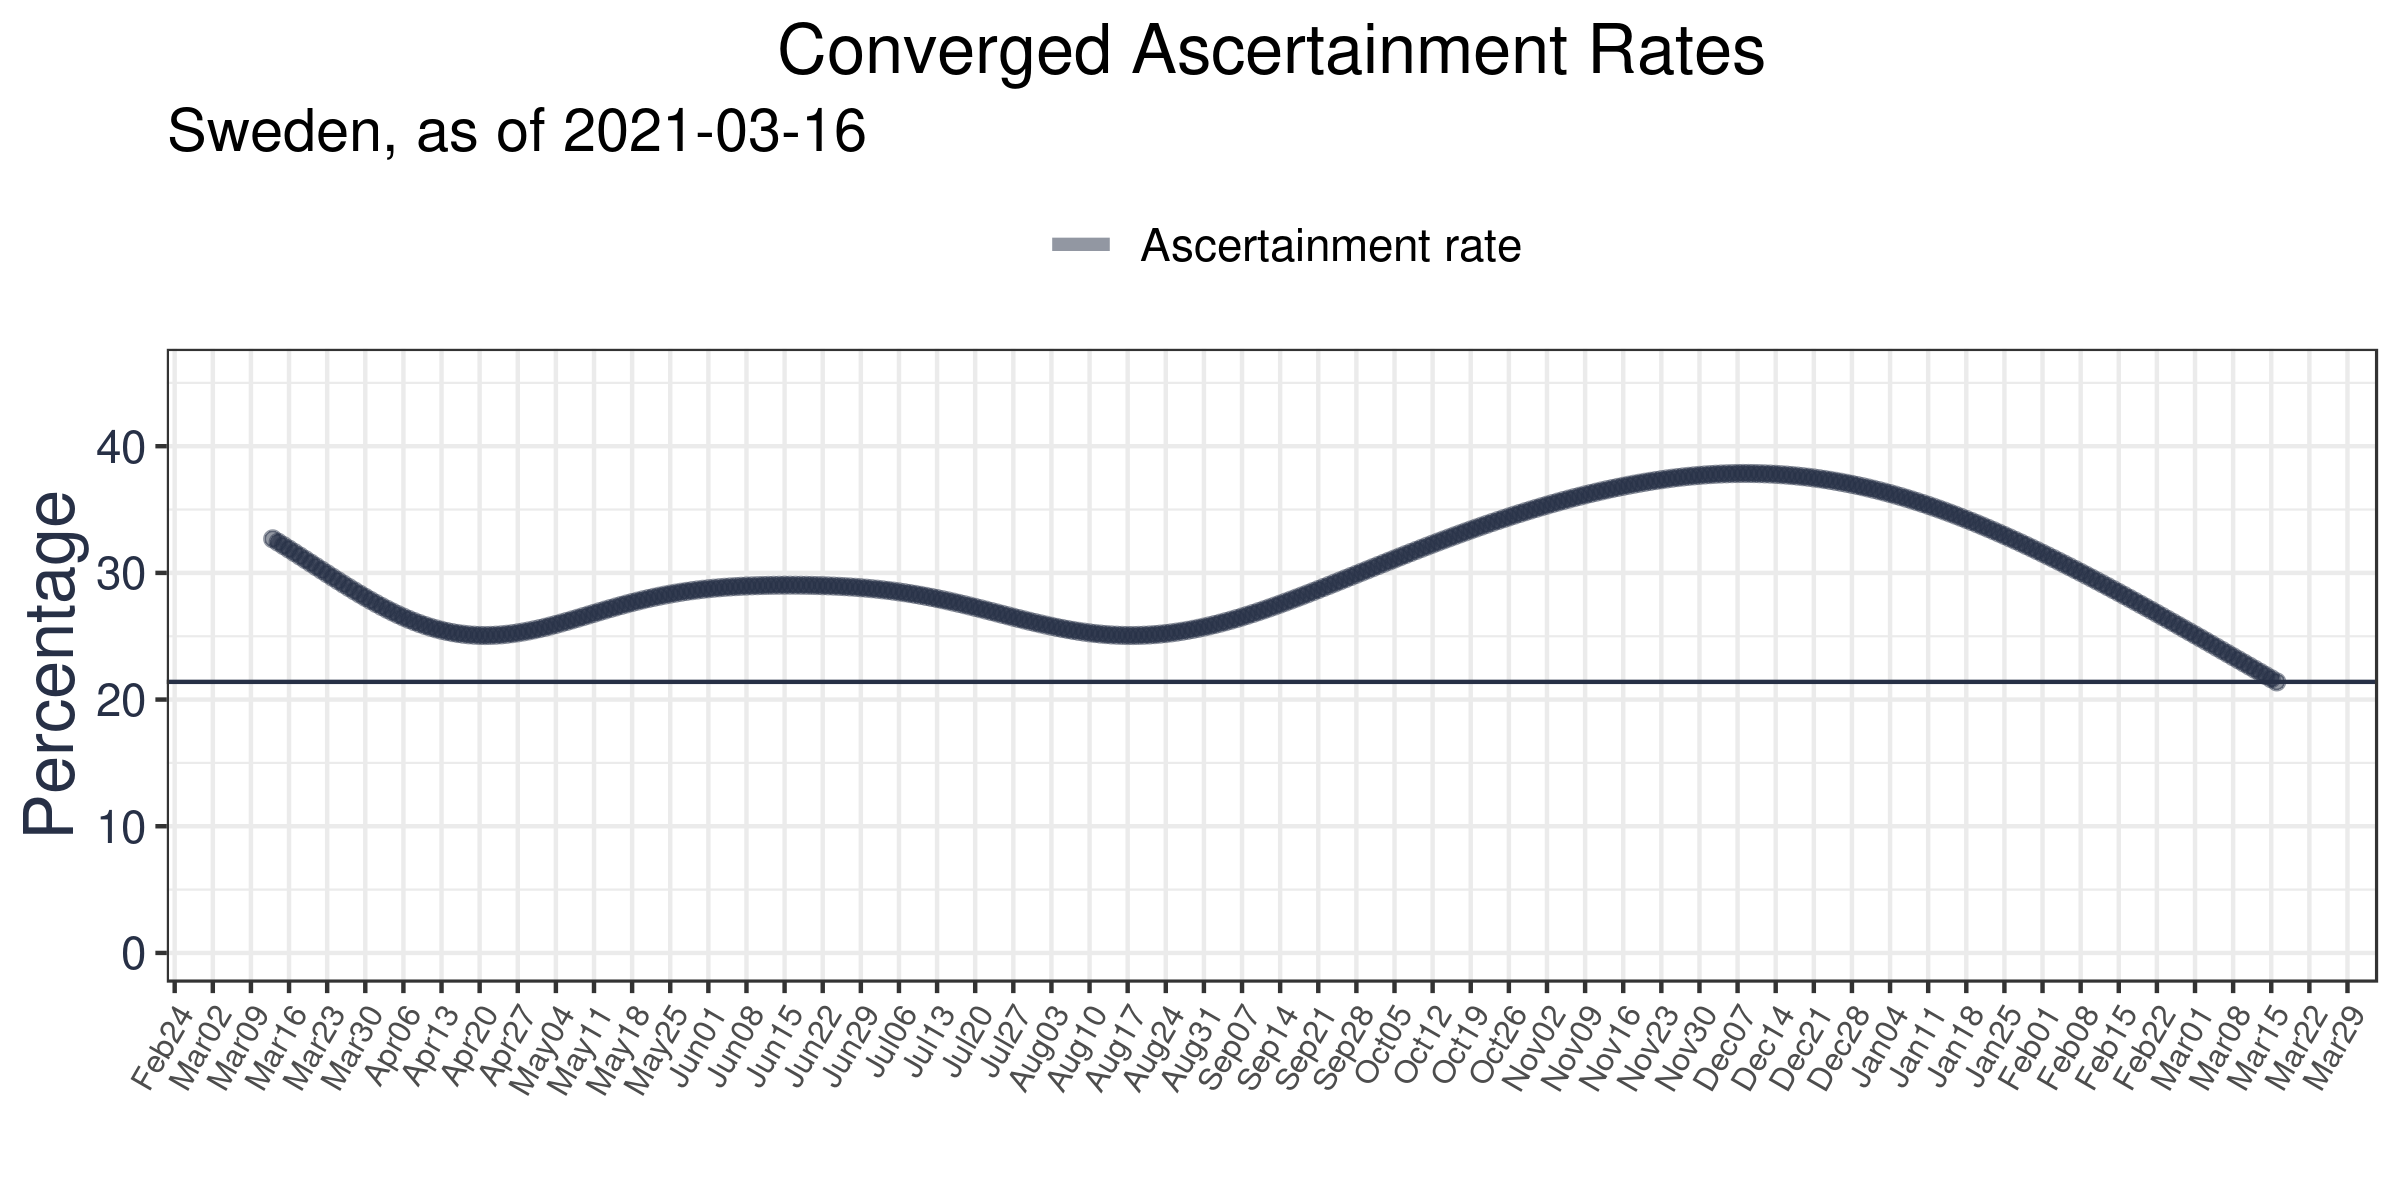 Converged Ascertainment Rates
Sweden, as of 2021-03-16
Ascertainment rate
Percentage
40
30
20
10
0
Feb24 Mar02 Mar09 Mar16 Mar23 Mar30 Apr06 Apr13 Apr20 Apr27 May04 May11 May18 May25 Jun01 Jun08 Jun15 Jun22 Jun29 Jul06 Jul13 Jul20 Jul27 Aug03 Aug10 Aug17 Aug24 Aug31 Sep07 Sep14 Sep21 Sep28 Oct05 Oct12 Oct19 Oct26 Nov02 Nov09 Nov16 Nov23 Nov30 Dec07 Dec14 Dec21 Dec28 Jan04 Jan11 Jan18 Jan25 Feb01 Feb08 Feb15 Feb22 Mar01 Mar08 Mar15 Mar22 Mar29